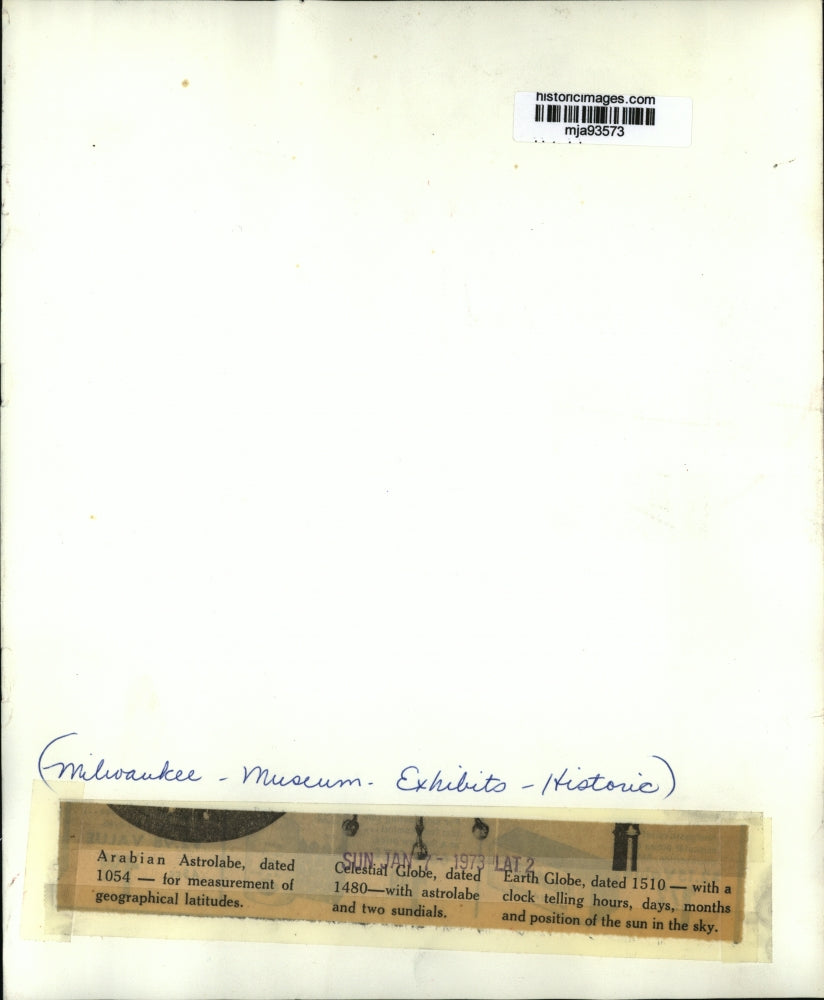 historicimages.com
mja93573
(Milwaukee - Museum - Exhibits - Historic)
SUN JAN 7 - 1973 LAT 2
Arabian Astrolabe, dated
1054 — for measurement of
geographical latitudes.
Celestial Globe, dated
1480—with astrolabe
and two sundials.
Earth Globe, dated 1510 — with a
clock telling hours, days, months
and position of the sun in the sky.